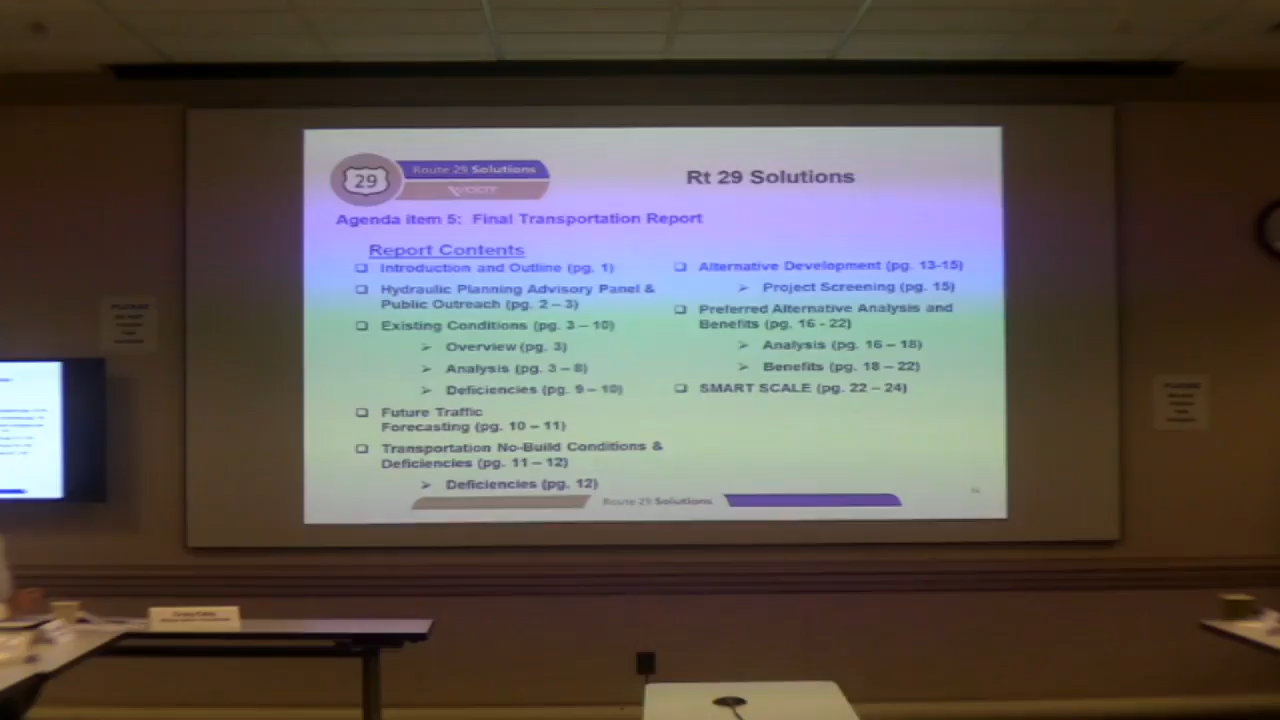 29
Route 29 Solutions
VDOT
Rt 29 Solutions
Agenda item 5: Final Transportation Report
Report Contents
Introduction and Outline (pg. 1)
Hydraulic Planning Advisory Panel &
Public Outreach (pg. 2 – 3)
Existing Conditions (pg. 3 – 10)
Overview (pg. 3)
Analysis (pg. 3 – 8)
Deficiencies (pg. 9 – 10)
Future Traffic
Forecasting (pg. 10 – 11)
Transportation No-Build Conditions &
Deficiencies (pg. 11 – 12)
Deficiencies (pg. 12)
Alternative Development (pg. 13-15)
Project Screening (pg. 15)
Preferred Alternative Analysis and
Benefits (pg. 16 - 22)
Analysis (pg. 16 – 18)
Benefits (pg. 18 – 22)
SMART SCALE (pg. 22 – 24)
Route 29 Solutions
PLEASE
PLEASE